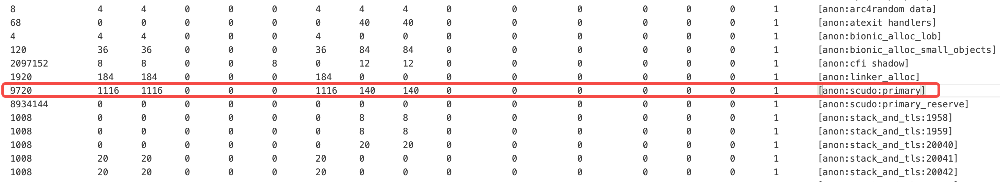 8 4 4 0 0 0 4 4 4 0 0 0 0 0 0 1 [anon:arc4random data]
68 0 0 0 0 0 0 40 40 0 0 0 0 0 0 1 [anon:atexit handlers]
4 4 4 0 0 0 4 0 0 0 0 0 0 0 0 1 [anon:bionic_alloc_lob]
120 36 36 0 0 0 36 84 84 0 0 0 0 0 0 1 [anon:bionic_alloc_small_objects]
2097152 8 8 0 0 8 0 12 12 0 0 0 0 0 0 1 [anon:cfi shadow]
1920 184 184 0 0 0 184 0 0 0 0 0 0 0 0 1 [anon:linker_alloc]
9720 1116 1116 0 0 0 1116 140 140 0 0 0 0 0 0 1 [anon:scudo:primary]
8934144 0 0 0 0 0 0 0 0 0 0 0 0 0 0 1 [anon:scudo:primary_reserve]
1008 0 0 0 0 0 0 8 8 0 0 0 0 0 0 1 [anon:stack_and_tls:1958]
1008 0 0 0 0 0 0 8 8 0 0 0 0 0 0 1 [anon:stack_and_tls:1959]
1008 0 0 0 0 0 0 20 20 0 0 0 0 0 0 1 [anon:stack_and_tls:20040]
1008 20 20 0 0 0 20 0 0 0 0 0 0 0 0 1 [anon:stack_and_tls:20041]
1008 20 20 0 0 0 20 0 0 0 0 0 0 0 0 1 [anon:stack_and_tls:20042]